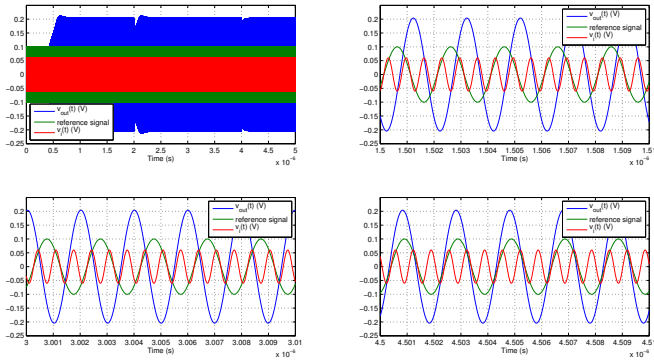 0.2
0.15
0.1
0.05
0
-0.05
-0.1
-0.15
-0.2
-0.25
0 0.5 1 1.5 2 2.5 3 3.5 4 4.5 5
Time (s)
x 10^-6
v_out(t) (V)
reference signal
v_i(t) (V)
0.2
0.15
0.1
0.05
0
-0.05
-0.1
-0.15
-0.2
-0.25
1.5 1.501 1.502 1.503 1.504 1.505 1.506 1.507 1.508 1.509 1.51
Time (s)
x 10^-6
v_out(t) (V)
reference signal
v_i(t) (V)
0.2
0.15
0.1
0.05
0
-0.05
-0.1
-0.15
-0.2
-0.25
3 3.001 3.002 3.003 3.004 3.005 3.006 3.007 3.008 3.009 3.01
Time (s)
x 10^-6
v_out(t) (V)
reference signal
v_i(t) (V)
0.2
0.15
0.1
0.05
0
-0.05
-0.1
-0.15
-0.2
-0.25
4.5 4.501 4.502 4.503 4.504 4.505 4.506 4.507 4.508 4.509 4.51
Time (s)
x 10^-6
v_out(t) (V)
reference signal
v_i(t) (V)